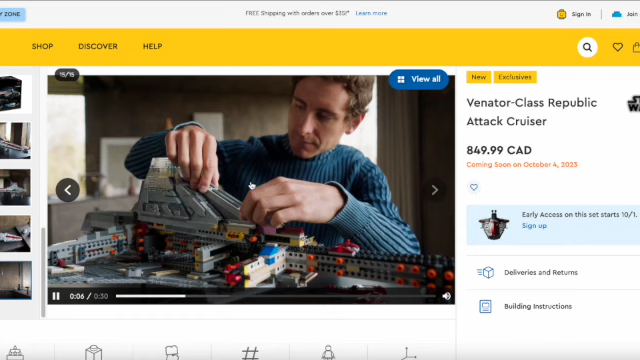 Y ZONE
FREE Shipping with orders over $35!* Learn more
Sign In
Join
SHOP
DISCOVER
HELP
15/15
View all
0:06 / 0:30
New
Exclusives
Venator-Class Republic
Attack Cruiser
849.99 CAD
Coming Soon on October 4, 2023
Early Access on this set starts 10/1.
Sign up
Deliveries and Returns
Building Instructions
#